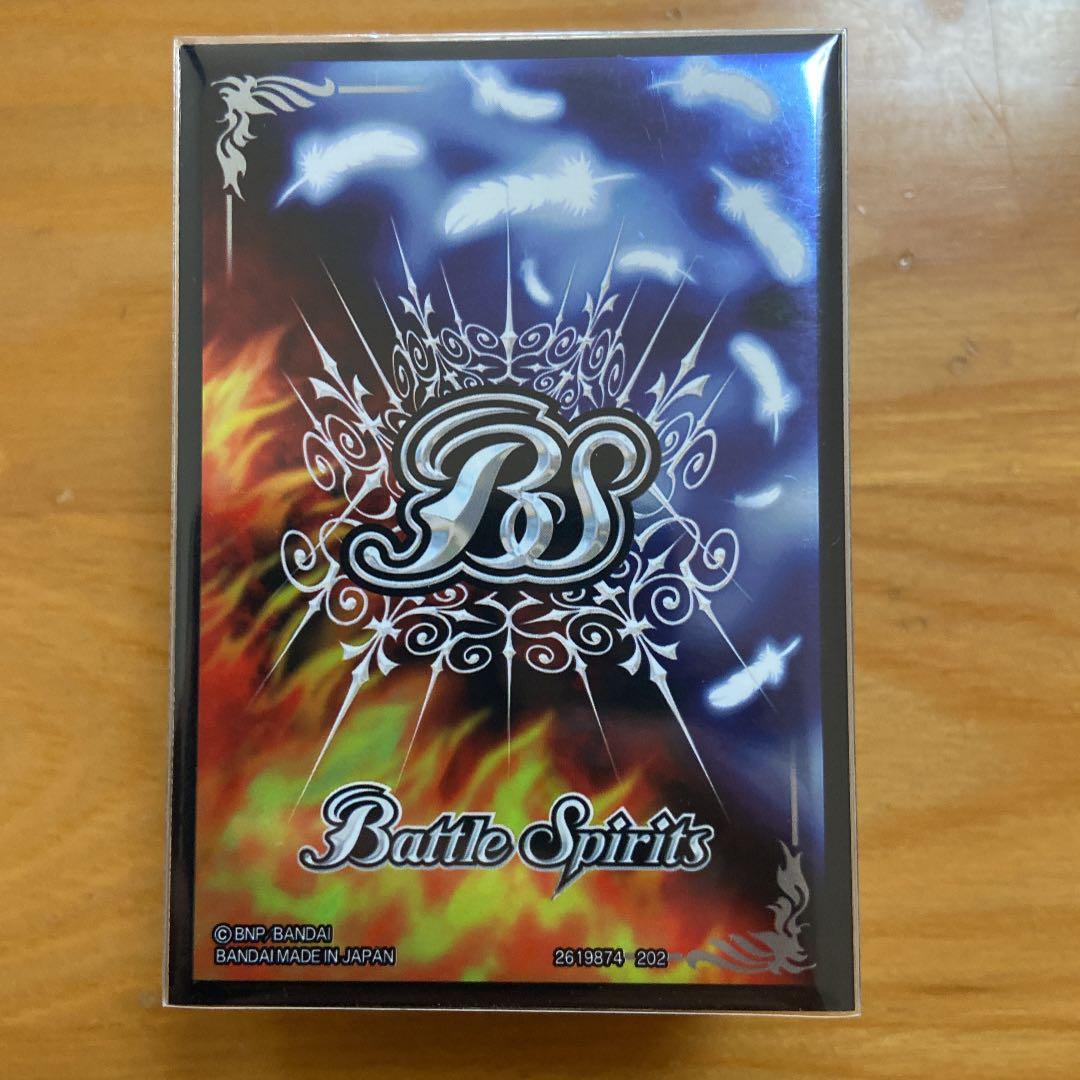 BS
Battle Spirits
©BNP/BANDAI
BANDAI MADE IN JAPAN
2619874 202